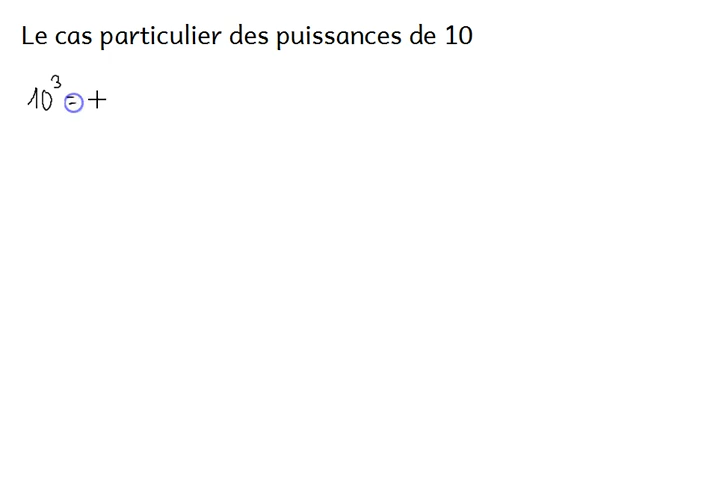 Le cas particulier des puissances de 10
10³ = +